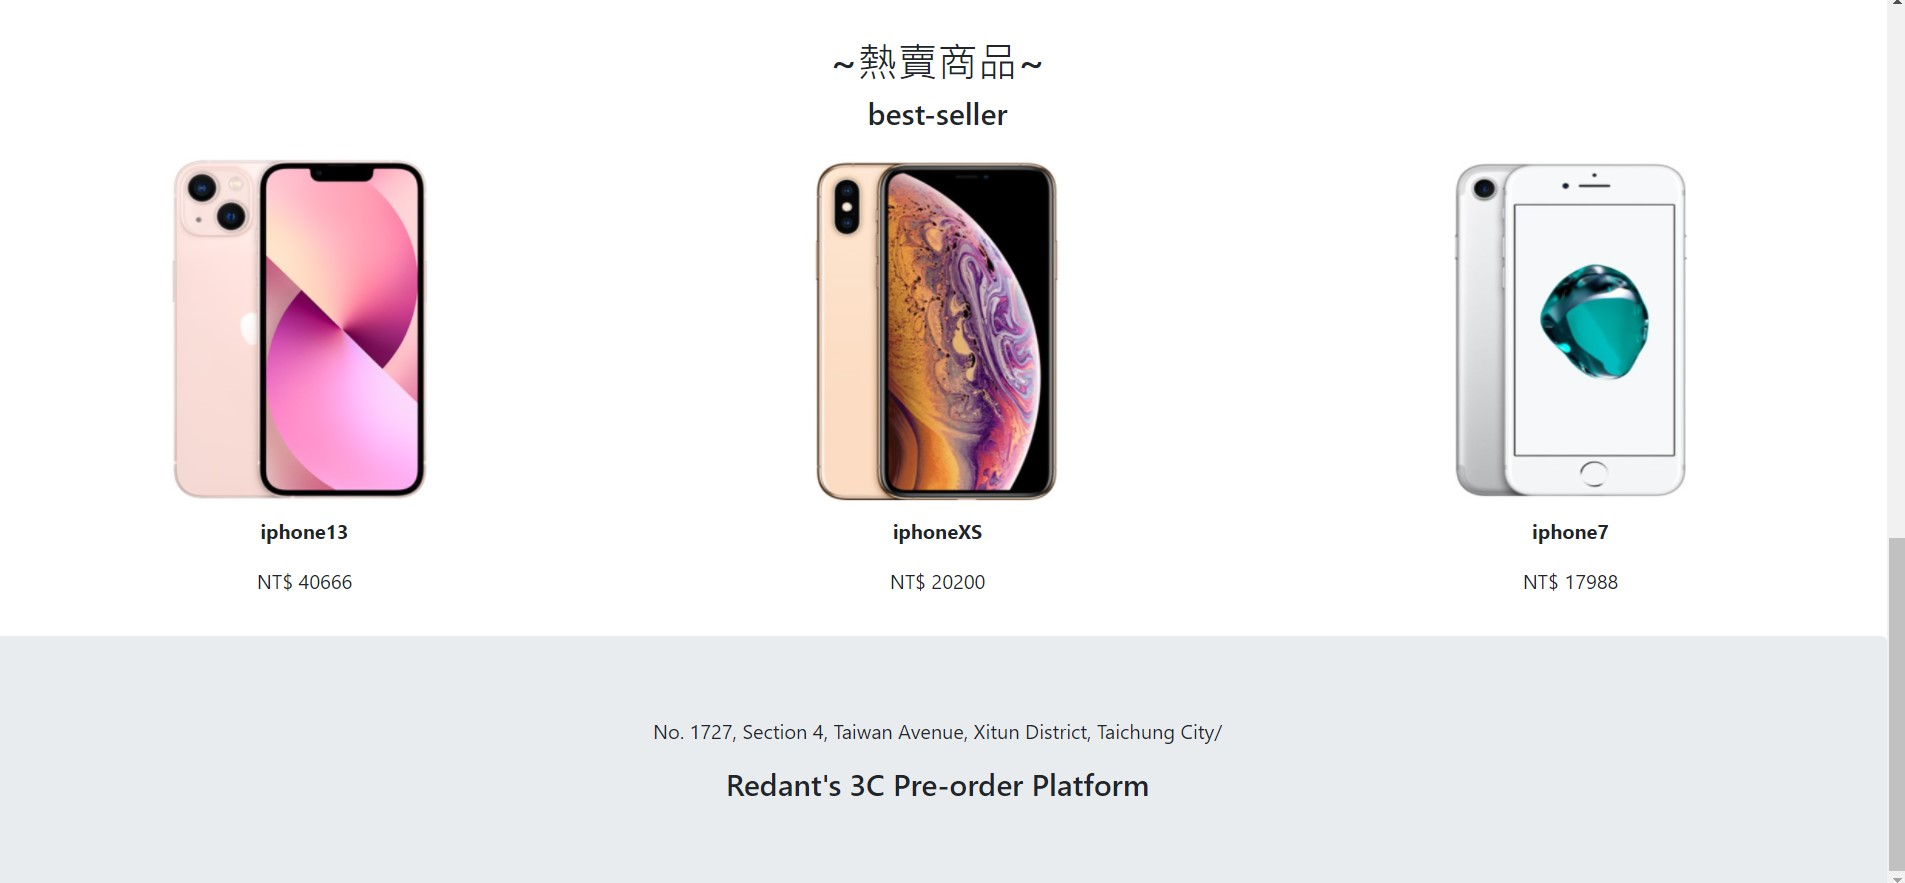 ~熱賣商品~
best-seller
iphone13
iphoneXS
iphone7
NT$ 40666
NT$ 20200
NT$ 17988
No. 1727, Section 4, Taiwan Avenue, Xitun District, Taichung City/
Redant's 3C Pre-order Platform